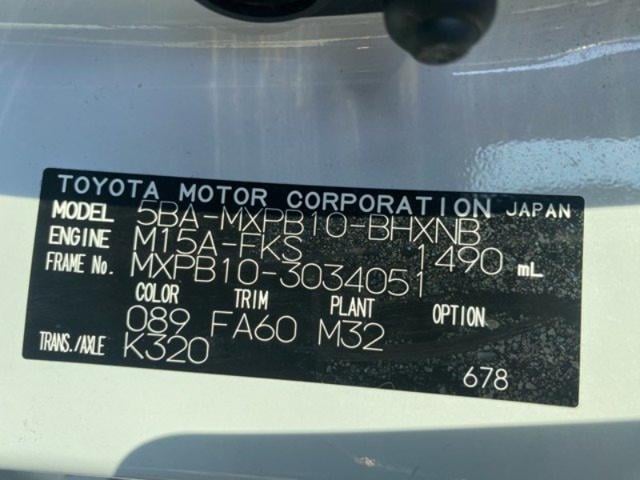 TOYOTA MOTOR CORPORATION JAPAN
MODEL 5BA-MXPB10-BHXNB
ENGINE M15A-FKS 1490 mL
FRAME No. MXPB10-3034051
COLOR TRIM PLANT
089 FA60 M32
TRANS./AXLE K320
678